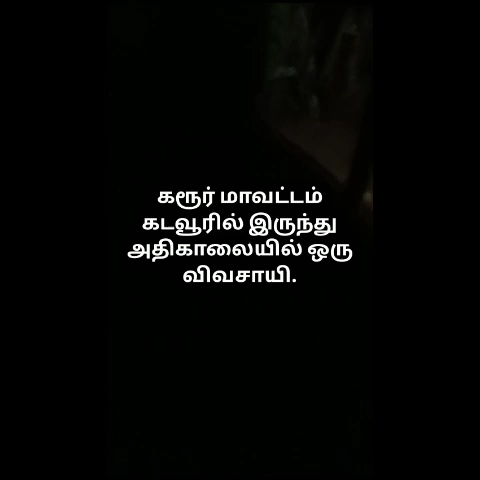 கரூர் மாவட்டம்
கடவூரில் இருந்து
அதிகாலையில் ஒரு
விவசாயி.